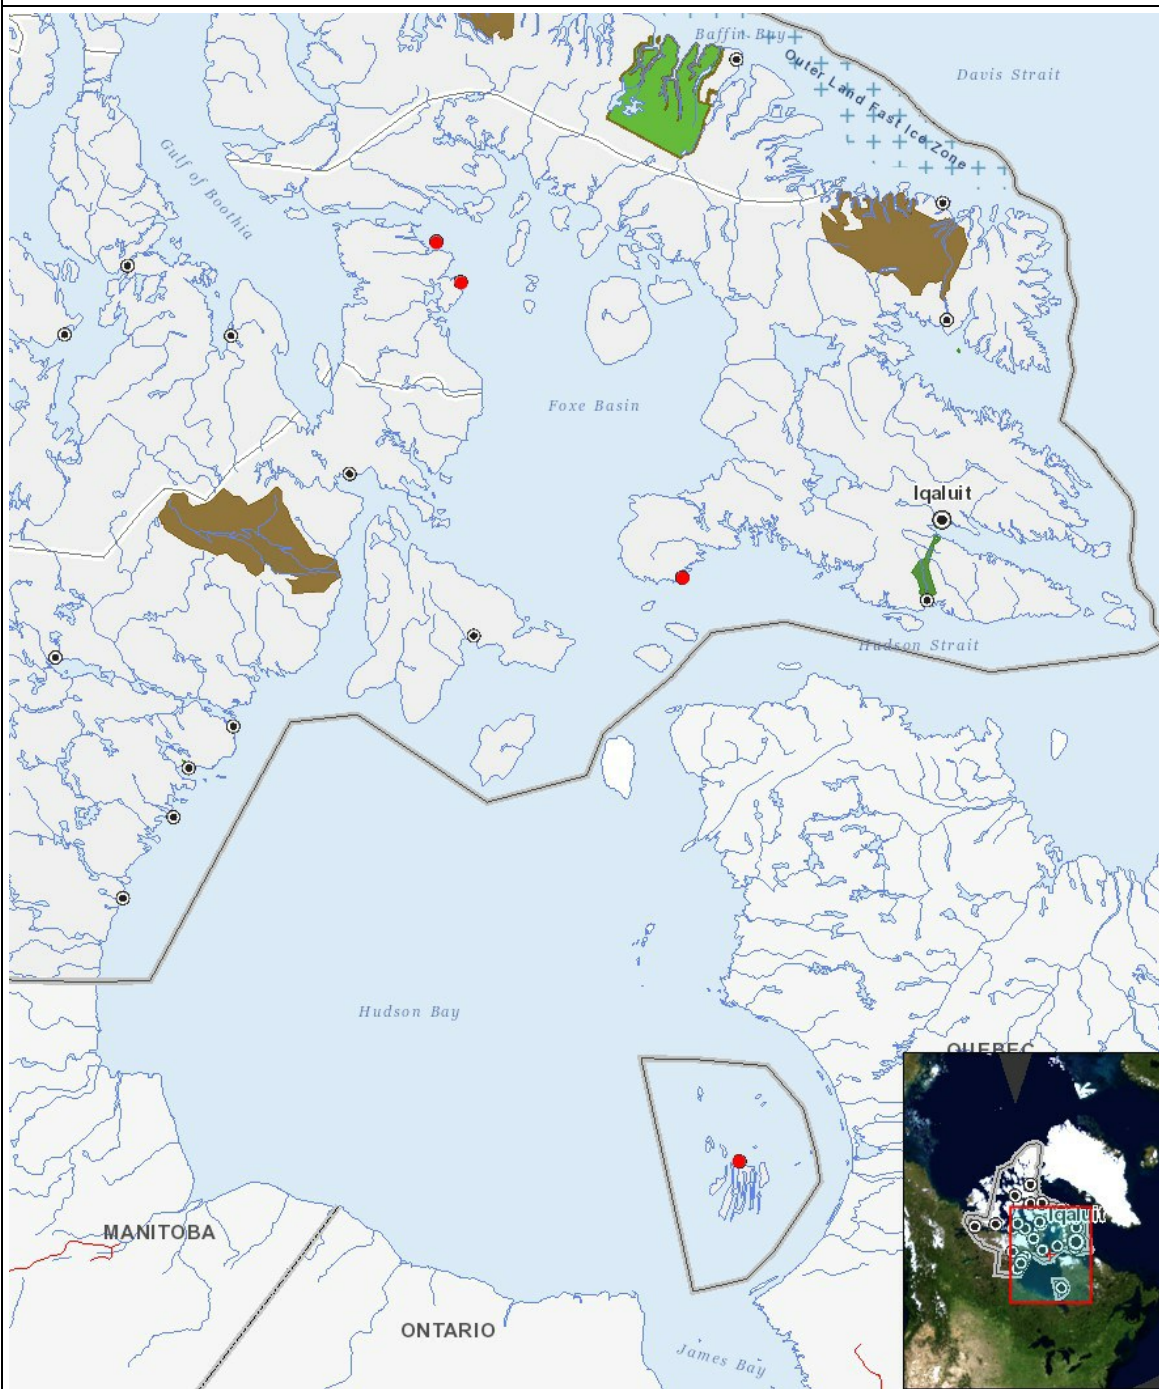 Baffin Bay
Davis Strait
Outer Land Fast Ice Zone
Gulf of Boothia
Foxe Basin
Iqaluit
Hudson Strait
Hudson Bay
QUEBEC
Iqaluit
MANITOBA
ONTARIO
James Bay